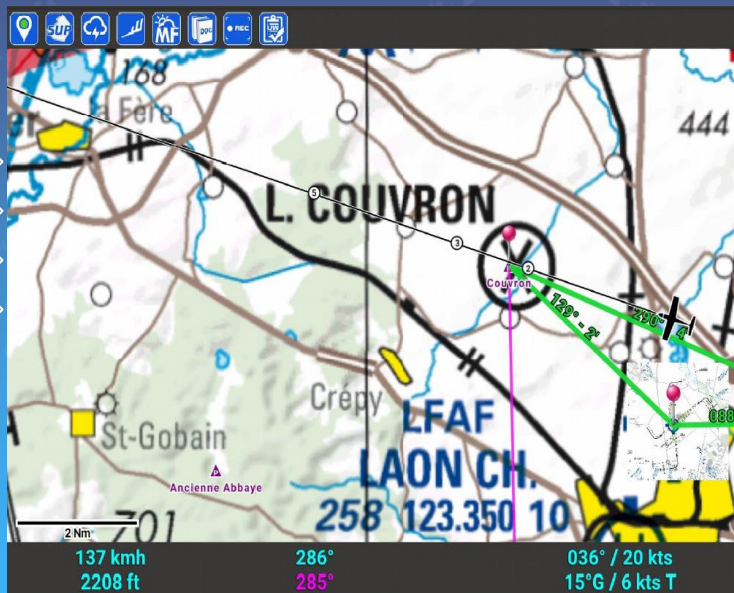 SUP
MF
DOC
REC
168
la Fère
444
L. COUVRON
5
3
2
Couvron
290° - 4'
129° - 2'
Crépy
088
LFAF
LAON CH.
258 123.350 10
St-Gobain
Ancienne Abbaye
701
2 Nm
137 kmh 286° 036° / 20 kts
2208 ft 285° 15°G / 6 kts T